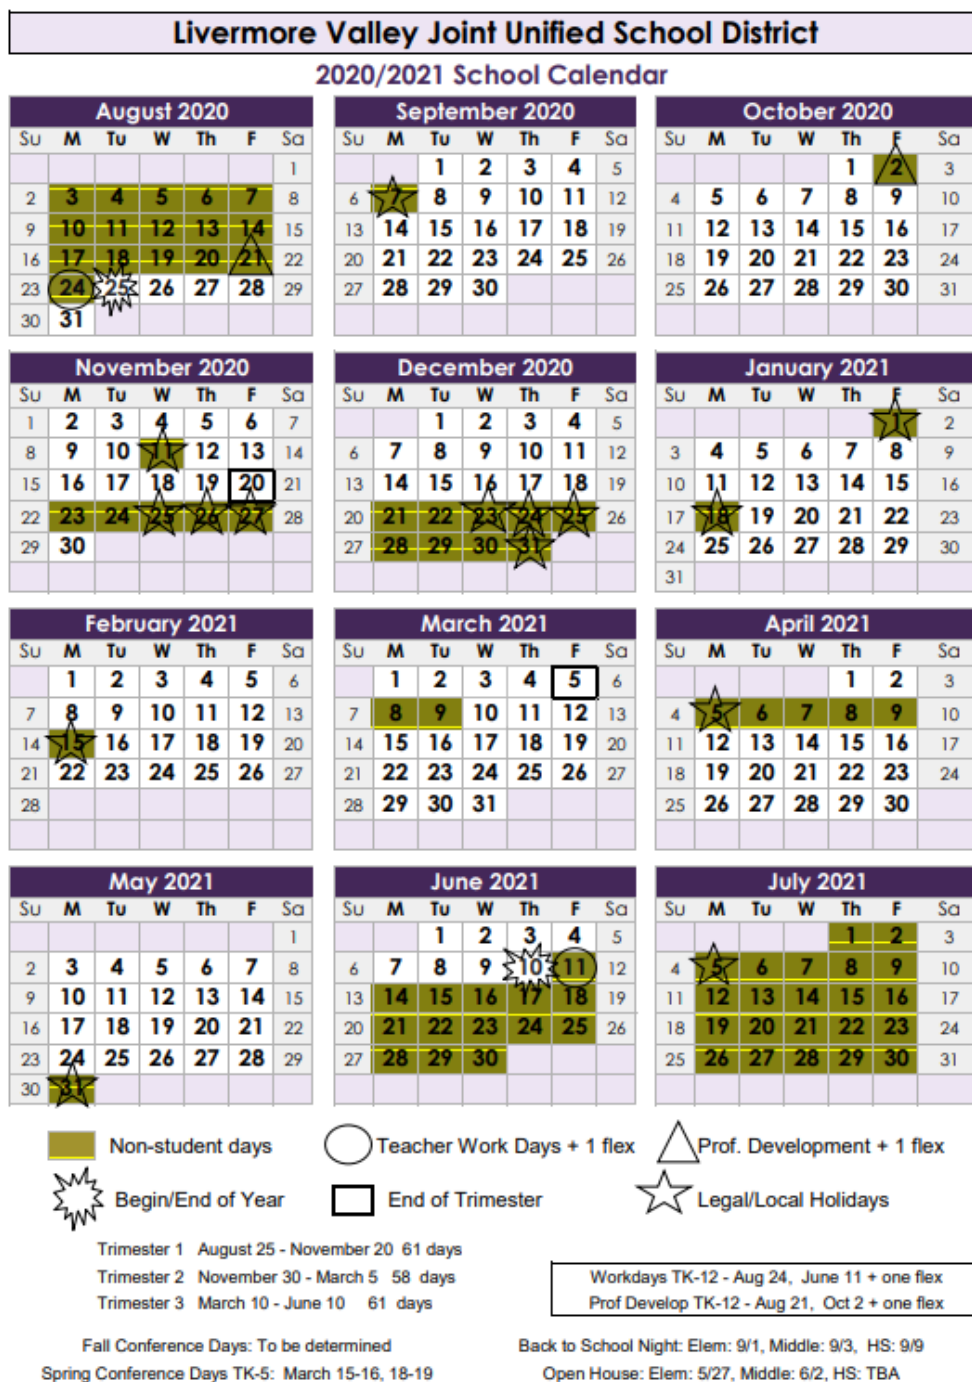 Livermore Valley Joint Unified School District
2020/2021 School Calendar
August 2020
Su M Tu W Th F Sa
1
2 3 4 5 6 7 8
9 10 11 12 13 14 15
16 17 18 19 20 21 22
23 24 25 26 27 28 29
30 31
September 2020
Su M Tu W Th F Sa
1 2 3 4 5
6 7 8 9 10 11 12
13 14 15 16 17 18 19
20 21 22 23 24 25 26
27 28 29 30
October 2020
Su M Tu W Th F Sa
1 2 3
4 5 6 7 8 9 10
11 12 13 14 15 16 17
18 19 20 21 22 23 24
25 26 27 28 29 30 31
November 2020
Su M Tu W Th F Sa
1 2 3 4 5 6 7
8 9 10 11 12 13 14
15 16 17 18 19 20 21
22 23 24 25 26 27 28
29 30
December 2020
Su M Tu W Th F Sa
1 2 3 4 5
6 7 8 9 10 11 12
13 14 15 16 17 18 19
20 21 22 23 24 25 26
27 28 29 30 31
January 2021
Su M Tu W Th F Sa
1 2
3 4 5 6 7 8 9
10 11 12 13 14 15 16
17 18 19 20 21 22 23
24 25 26 27 28 29 30
31
February 2021
Su M Tu W Th F Sa
1 2 3 4 5 6
7 8 9 10 11 12 13
14 15 16 17 18 19 20
21 22 23 24 25 26 27
28
March 2021
Su M Tu W Th F Sa
1 2 3 4 5 6
7 8 9 10 11 12 13
14 15 16 17 18 19 20
21 22 23 24 25 26 27
28 29 30 31
April 2021
Su M Tu W Th F Sa
1 2 3
4 5 6 7 8 9 10
11 12 13 14 15 16 17
18 19 20 21 22 23 24
25 26 27 28 29 30
May 2021
Su M Tu W Th F Sa
1
2 3 4 5 6 7 8
9 10 11 12 13 14 15
16 17 18 19 20 21 22
23 24 25 26 27 28 29
30 31
June 2021
Su M Tu W Th F Sa
1 2 3 4 5
6 7 8 9 10 11 12
13 14 15 16 17 18 19
20 21 22 23 24 25 26
27 28 29 30
July 2021
Su M Tu W Th F Sa
1 2 3
4 5 6 7 8 9 10
11 12 13 14 15 16 17
18 19 20 21 22 23 24
25 26 27 28 29 30 31
Non-student days
Teacher Work Days + 1 flex
Prof. Development + 1 flex
Begin/End of Year
End of Trimester
Legal/Local Holidays
Trimester 1 August 25 - November 20 61 days
Trimester 2 November 30 - March 5 58 days
Trimester 3 March 10 - June 10 61 days
Workdays TK-12 - Aug 24, June 11 + one flex
Prof Develop TK-12 - Aug 21, Oct 2 + one flex
Fall Conference Days: To be determined
Spring Conference Days TK-5: March 15-16, 18-19
Back to School Night: Elem: 9/1, Middle: 9/3, HS: 9/9
Open House: Elem: 5/27, Middle: 6/2, HS: TBA